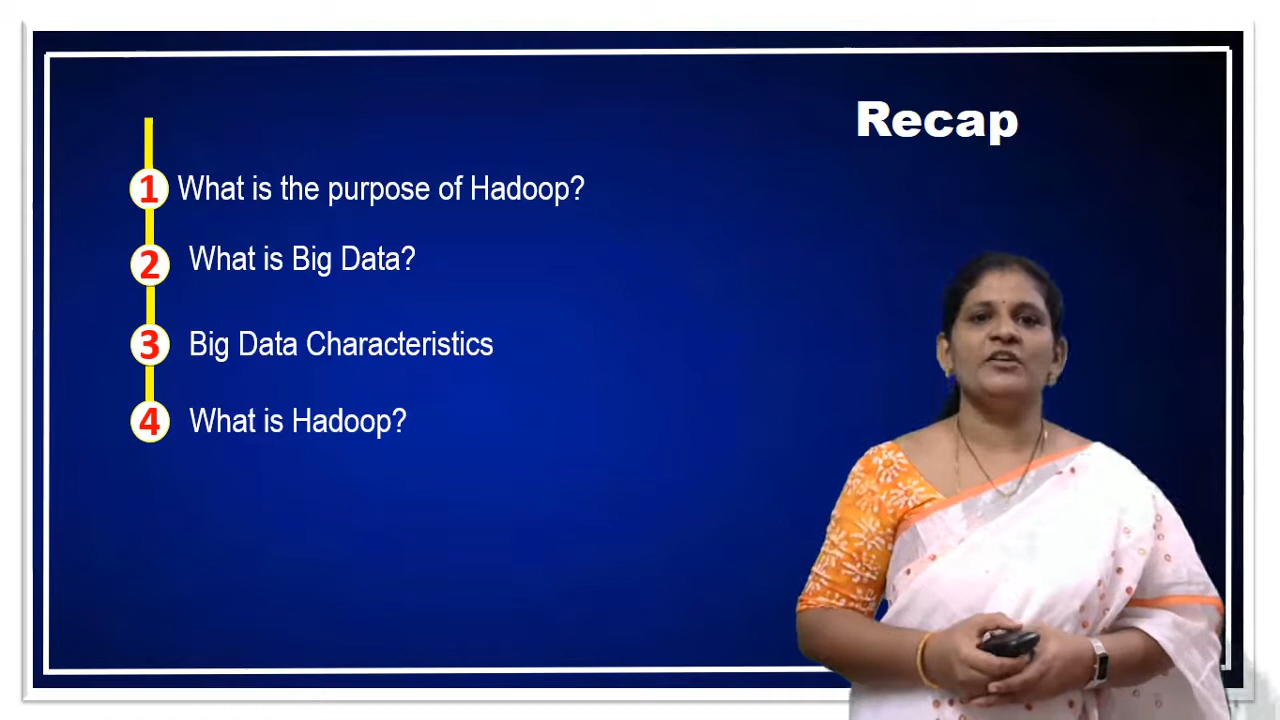 Recap
1 What is the purpose of Hadoop?
2 What is Big Data?
3 Big Data Characteristics
4 What is Hadoop?